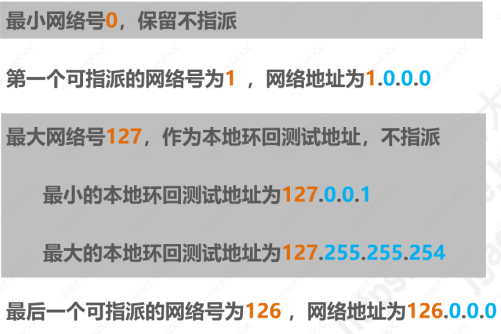 最小网络号0，保留不指派
第一个可指派的网络号为1 ，网络地址为1.0.0.0
最大网络号127，作为本地环回测试地址，不指派
最小的本地环回测试地址为127.0.0.1
最大的本地环回测试地址为127.255.255.254
最后一个可指派的网络号为126 ，网络地址为126.0.0.0